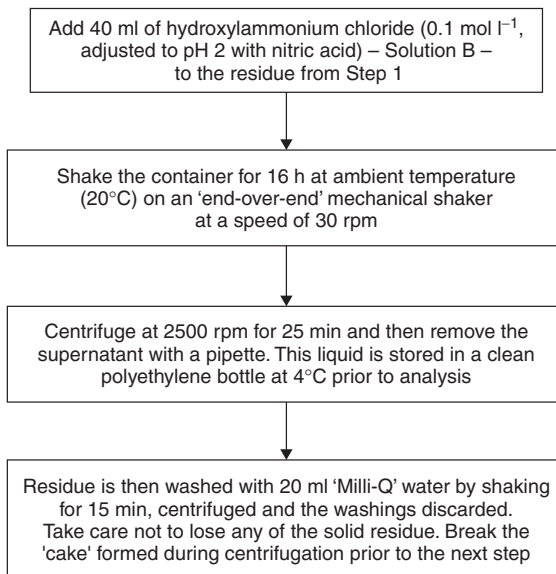 Add 40 ml of hydroxylammonium chloride (0.1 mol l⁻¹,
adjusted to pH 2 with nitric acid) – Solution B –
to the residue from Step 1
Shake the container for 16 h at ambient temperature
(20°C) on an ‘end-over-end’ mechanical shaker
at a speed of 30 rpm
Centrifuge at 2500 rpm for 25 min and then remove the
supernatant with a pipette. This liquid is stored in a clean
polyethylene bottle at 4°C prior to analysis
Residue is then washed with 20 ml ‘Milli-Q’ water by shaking
for 15 min, centrifuged and the washings discarded.
Take care not to lose any of the solid residue. Break the
'cake' formed during centrifugation prior to the next step